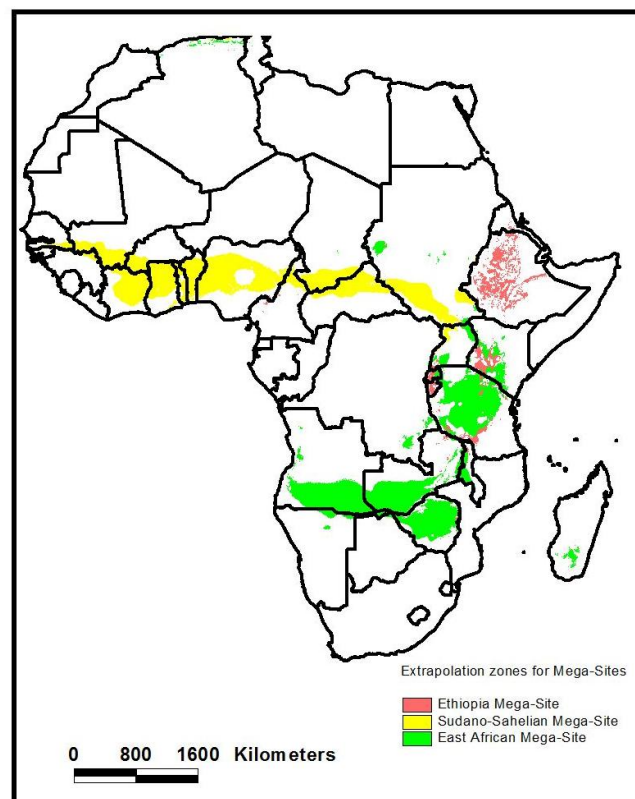 Extrapolation zones for Mega-Sites
Ethiopia Mega-Site
Sudano-Sahelian Mega-Site
East African Mega-Site
0 800 1600 Kilometers